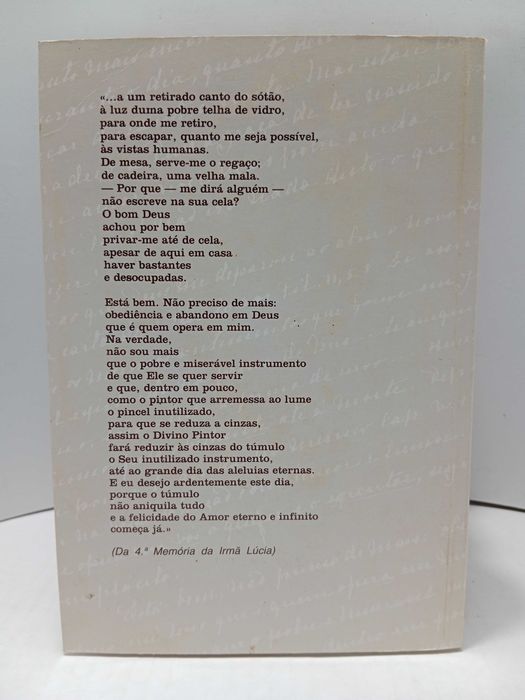 «...a um retirado canto do sótão,
à luz duma pobre telha de vidro,
para onde me retiro,
para escapar, quanto me seja possível,
às vistas humanas.
De mesa, serve-me o regaço;
de cadeira, uma velha mala.
— Por que — me dirá alguém —
não escreve na sua cela?
O bom Deus
achou por bem
privar-me até de cela,
apesar de aqui em casa
haver bastantes
e desocupadas.
Está bem. Não preciso de mais:
obediência e abandono em Deus
que é quem opera em mim.
Na verdade,
não sou mais
que o pobre e miserável instrumento
de que Ele se quer servir
e que, dentro em pouco,
como o pintor que arremessa ao lume
o pincel inutilizado,
para que se reduza a cinzas,
assim o Divino Pintor
fará reduzir às cinzas do túmulo
o Seu inutilizado instrumento,
até ao grande dia das aleluias eternas.
E eu desejo ardentemente este dia,
porque o túmulo
não aniquila tudo
e a felicidade do Amor eterno e infinito
começa já.»
(Da 4.ª Memória da Irmã Lúcia)